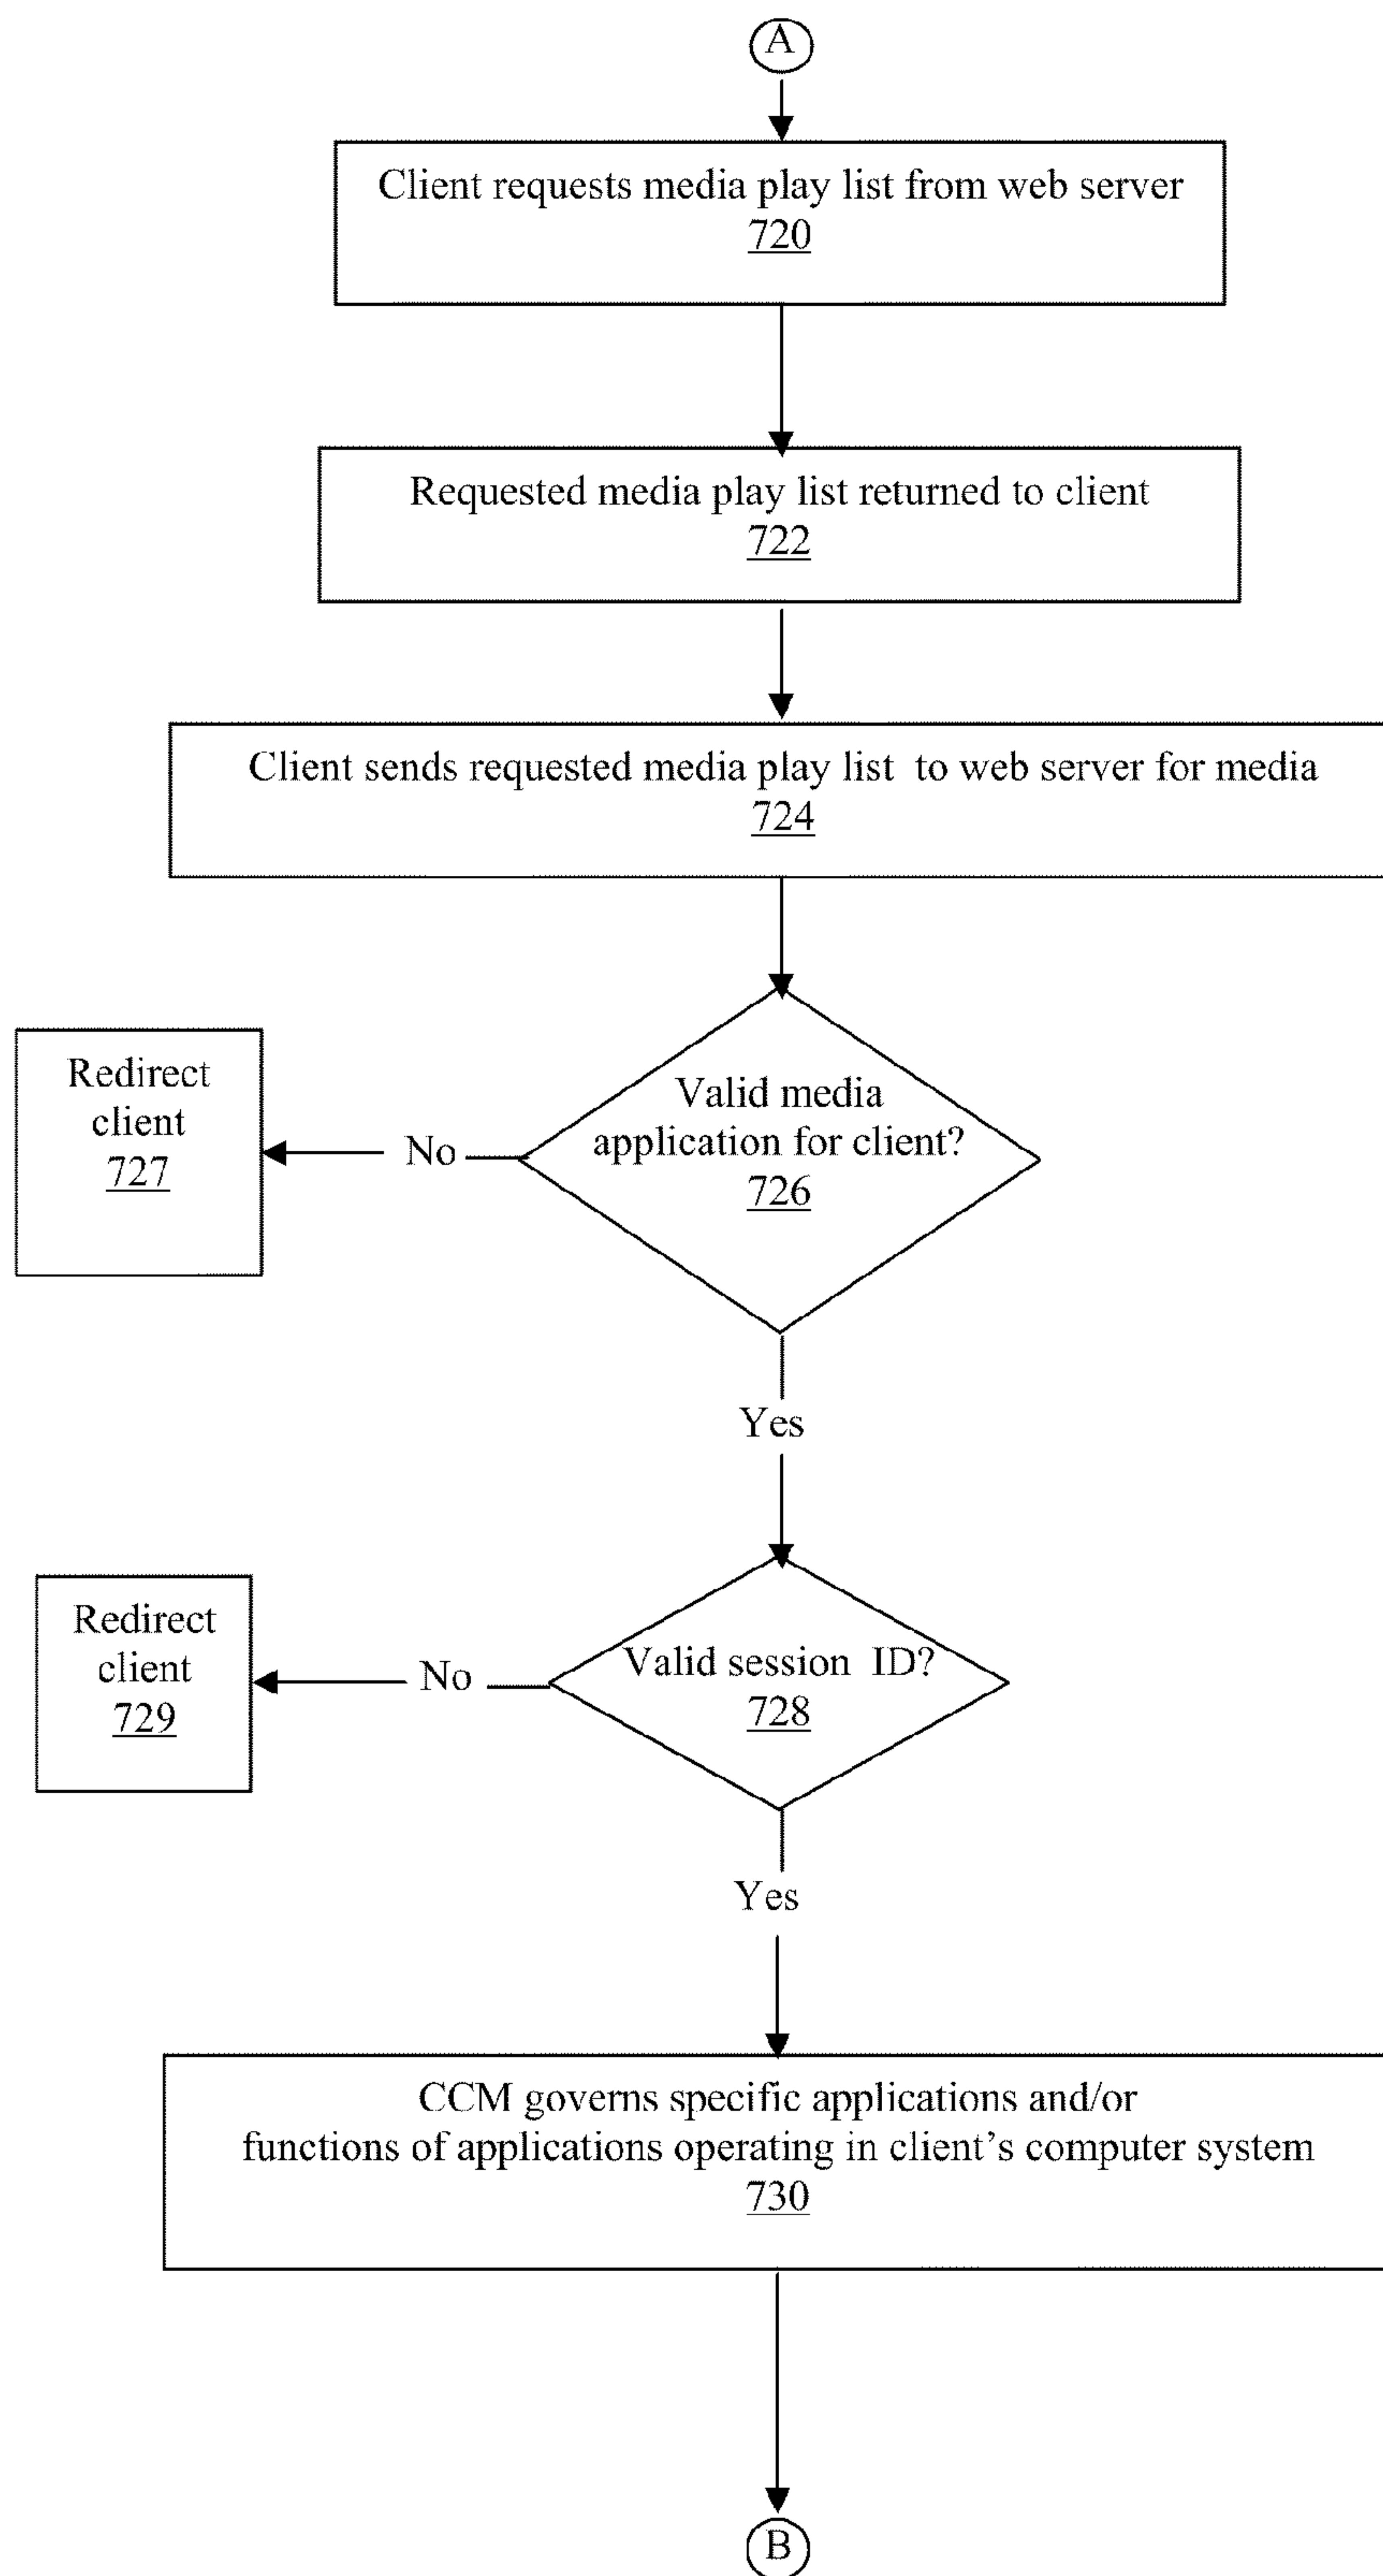 A
Client requests media play list from web server
720
Requested media play list returned to client
722
Client sends requested media play list to web server for media
724
Valid media
application for client?
726
No
Redirect
client
727
Yes
Valid session ID?
728
No
Redirect
client
729
Yes
CCM governs specific applications and/or
functions of applications operating in client's computer system
730
B